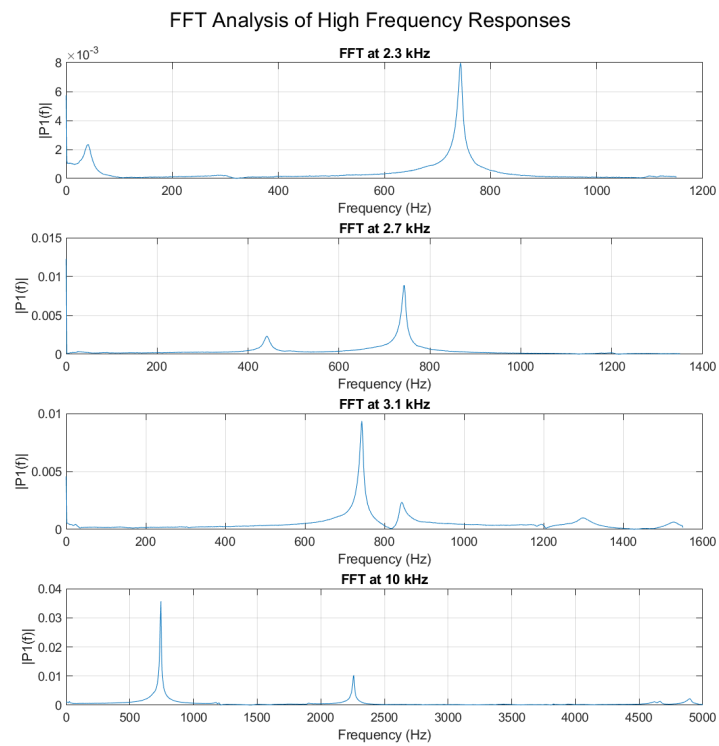 FFT Analysis of High Frequency Responses
FFT at 2.3 kHz
×10-3
8
6
4
2
0
|P1(f)|
0 200 400 600 800 1000 1200
Frequency (Hz)
FFT at 2.7 kHz
0.015
0.01
0.005
0
|P1(f)|
0 200 400 600 800 1000 1200 1400
Frequency (Hz)
FFT at 3.1 kHz
0.01
0.005
0
|P1(f)|
0 200 400 600 800 1000 1200 1400 1600
Frequency (Hz)
FFT at 10 kHz
0.04
0.03
0.02
0.01
0
|P1(f)|
0 500 1000 1500 2000 2500 3000 3500 4000 4500 5000
Frequency (Hz)